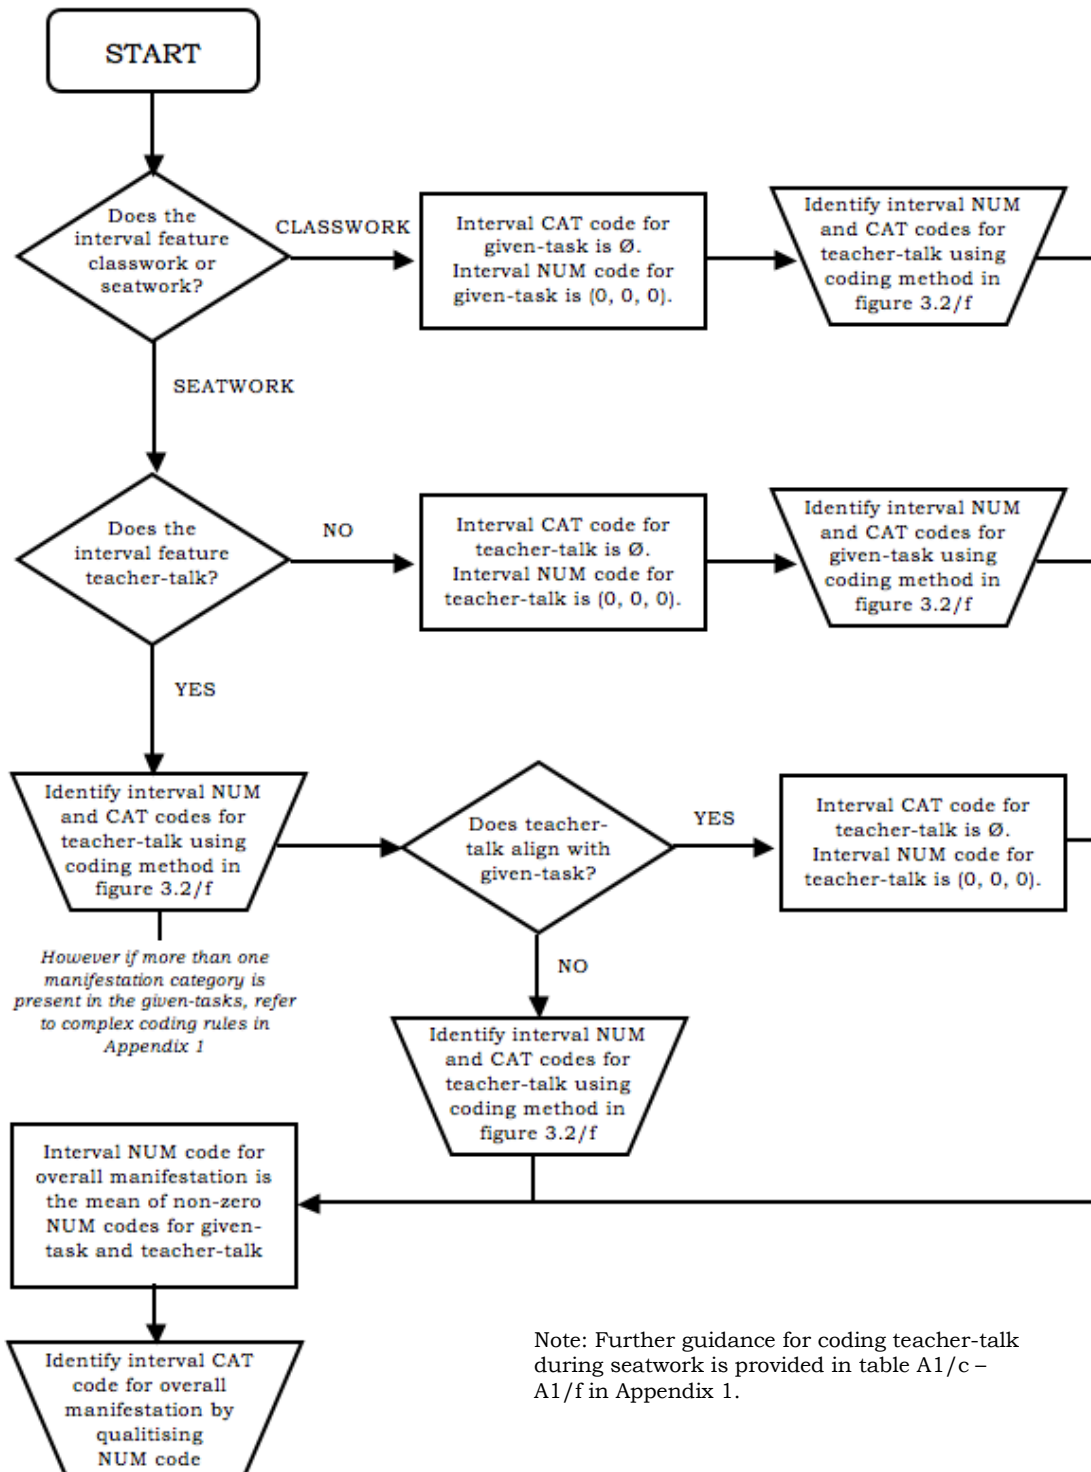 START
Does the
interval feature
classwork or
seatwork?
CLASSWORK
Interval CAT code for
given-task is Ø.
Interval NUM code for
given-task is (0, 0, 0).
Identify interval NUM
and CAT codes for
teacher-talk using
coding method in
figure 3.2/f
SEATWORK
Does the
interval feature
teacher-talk?
NO
Interval CAT code for
teacher-talk is Ø.
Interval NUM code for
teacher-talk is (0, 0, 0).
Identify interval NUM
and CAT codes for
given-task using
coding method in
figure 3.2/f
YES
Identify interval NUM
and CAT codes for
teacher-talk using
coding method in
figure 3.2/f
However if more than one
manifestation category is
present in the given-tasks, refer
to complex coding rules in
Appendix 1
Does teacher-
talk align with
given-task?
YES
Interval CAT code for
teacher-talk is Ø.
Interval NUM code for
teacher-talk is (0, 0, 0).
NO
Identify interval NUM
and CAT codes for
teacher-talk using
coding method in
figure 3.2/f
Interval NUM code for
overall manifestation is
the mean of non-zero
NUM codes for given-
task and teacher-talk
Identify interval CAT
code for overall
manifestation by
qualitising
NUM code
Note: Further guidance for coding teacher-talk
during seatwork is provided in table A1/c –
A1/f in Appendix 1.